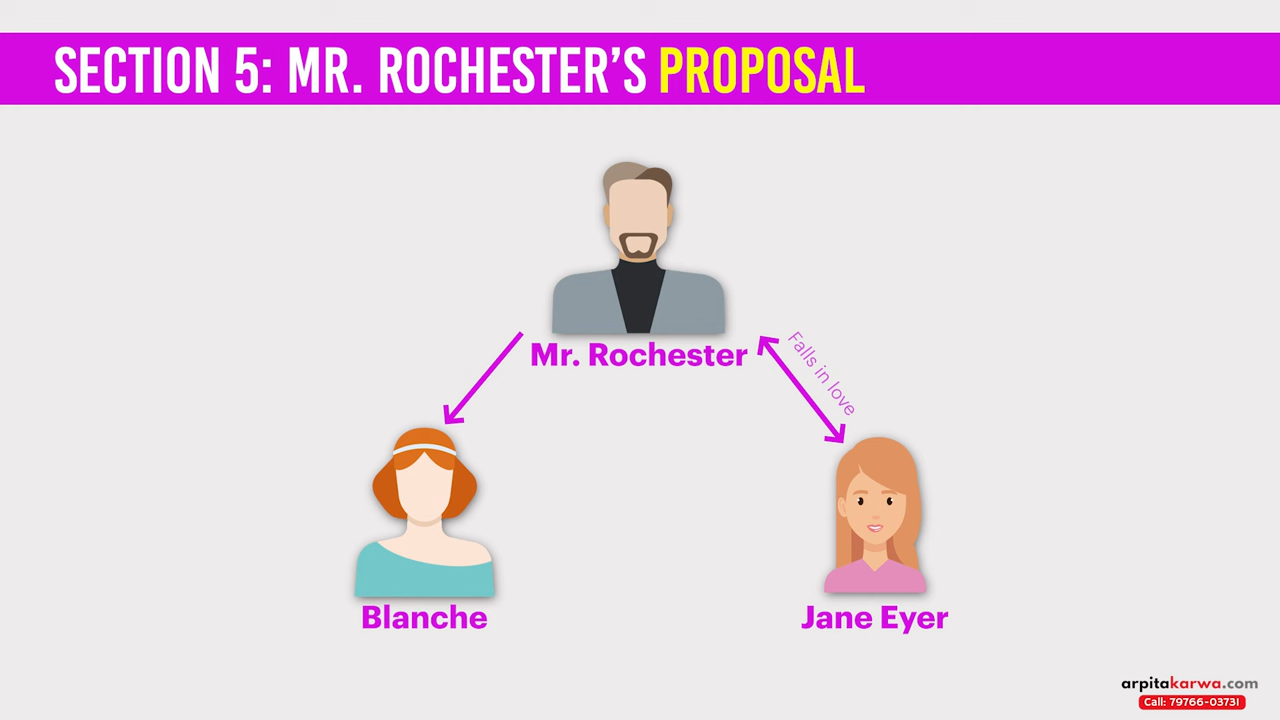 SECTION 5: MR. ROCHESTER'S PROPOSAL
Mr. Rochester
Falls in love
Blanche
Jane Eyer
arpitakarwa.com
Call: 79766-03731